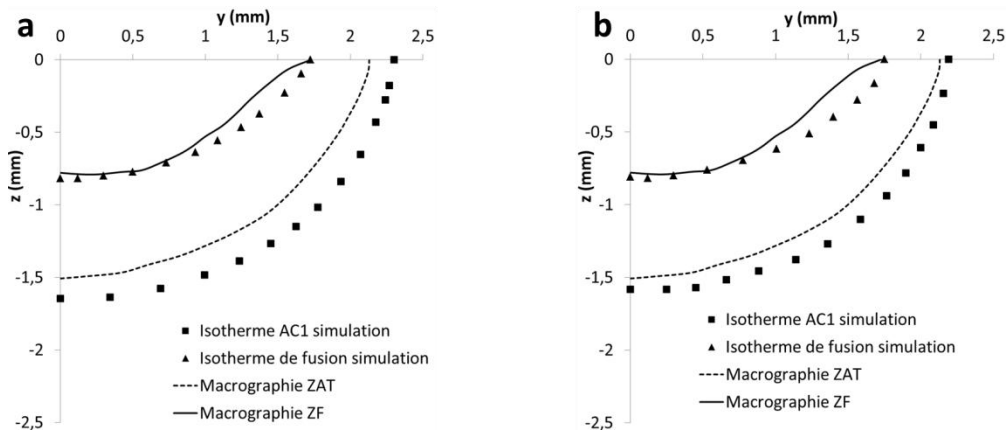 a
y (mm)
0 0,5 1 1,5 2 2,5
0
-0,5
-1
-1,5
-2
-2,5
z (mm)
Isotherme AC1 simulation
Isotherme de fusion simulation
Macrographie ZAT
Macrographie ZF
b
y (mm)
0 0,5 1 1,5 2 2,5
0
-0,5
-1
-1,5
-2
-2,5
z (mm)
Isotherme AC1 simulation
Isotherme de fusion simulation
Macrographie ZAT
Macrographie ZF